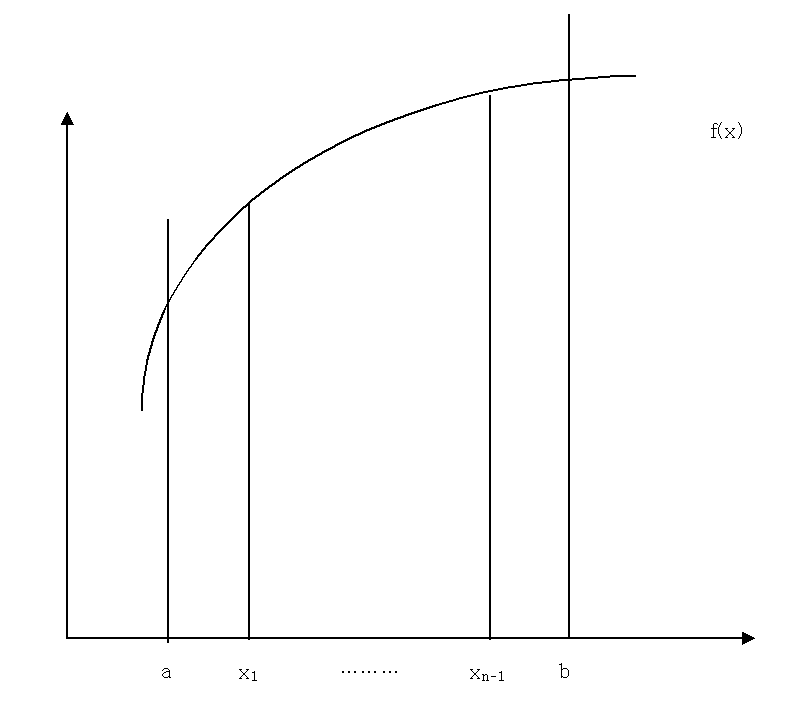 f(x)
a x₁ ……… xₙ₋₁ b